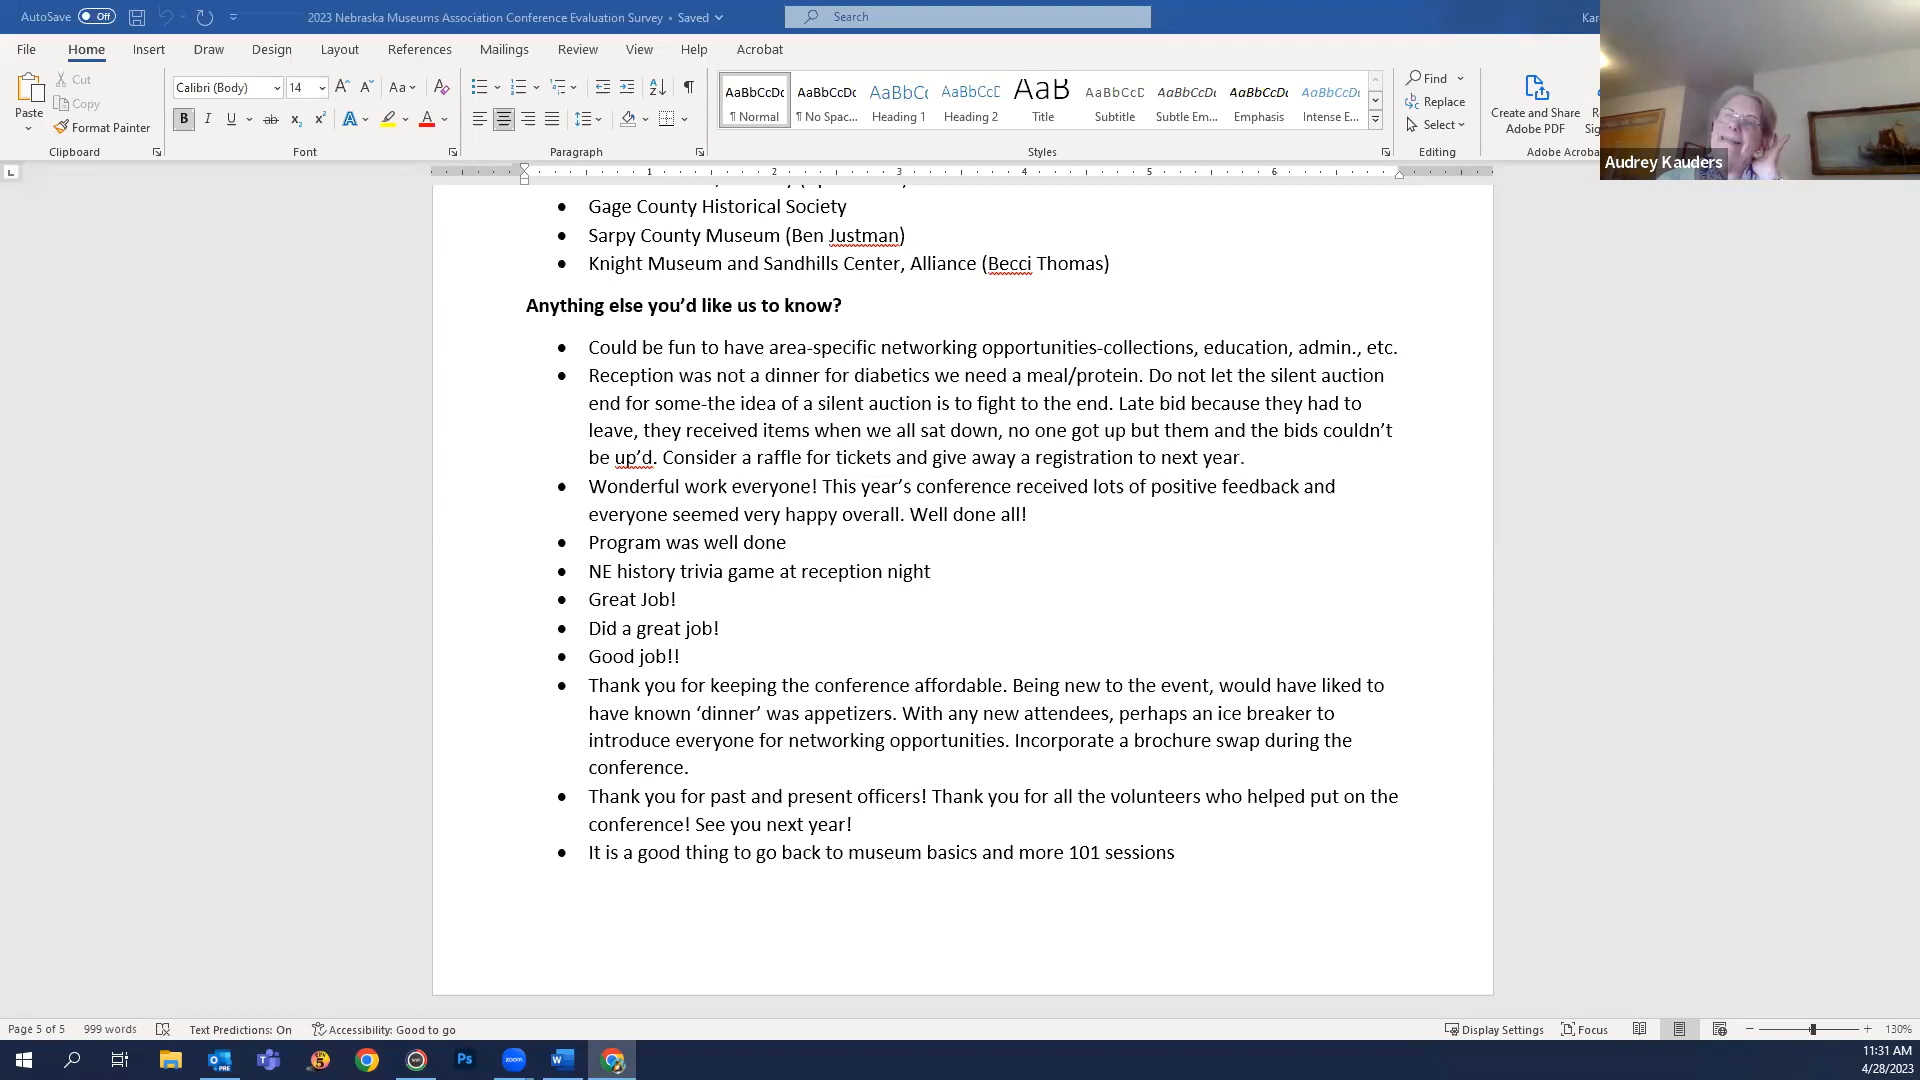 AutoSave Off 2023 Nebraska Museums Association Conference Evaluation Survey • Saved Search
File Home Insert Draw Design Layout References Mailings Review View Help Acrobat
Paste Cut Copy Format Painter
Calibri (Body) 14
AaBbCcDc AaBbCcDc AaBbCc AaBbCcD AaB AaBbCcD AaBbCcDc AaBbCcDc AaBbCcDc
¶ Normal ¶ No Spac... Heading 1 Heading 2 Title Subtitle Subtle Em... Emphasis Intense E...
Find
Replace
Select
Create and Share
Adobe PDF
Clipboard Font Paragraph Styles Editing Adobe Acroba
Audrey Kauders
1 2 3 4 5 6
• Gage County Historical Society
• Sarpy County Museum (Ben Justman)
• Knight Museum and Sandhills Center, Alliance (Becci Thomas)
Anything else you’d like us to know?
• Could be fun to have area-specific networking opportunities-collections, education, admin., etc.
• Reception was not a dinner for diabetics we need a meal/protein. Do not let the silent auction
end for some-the idea of a silent auction is to fight to the end. Late bid because they had to
leave, they received items when we all sat down, no one got up but them and the bids couldn’t
be up’d. Consider a raffle for tickets and give away a registration to next year.
• Wonderful work everyone! This year’s conference received lots of positive feedback and
everyone seemed very happy overall. Well done all!
• Program was well done
• NE history trivia game at reception night
• Great Job!
• Did a great job!
• Good job!!
• Thank you for keeping the conference affordable. Being new to the event, would have liked to
have known ‘dinner’ was appetizers. With any new attendees, perhaps an ice breaker to
introduce everyone for networking opportunities. Incorporate a brochure swap during the
conference.
• Thank you for past and present officers! Thank you for all the volunteers who helped put on the
conference! See you next year!
• It is a good thing to go back to museum basics and more 101 sessions
Page 5 of 5 999 words Text Predictions: On Accessibility: Good to go Display Settings Focus 130%
11:31 AM
4/28/2023